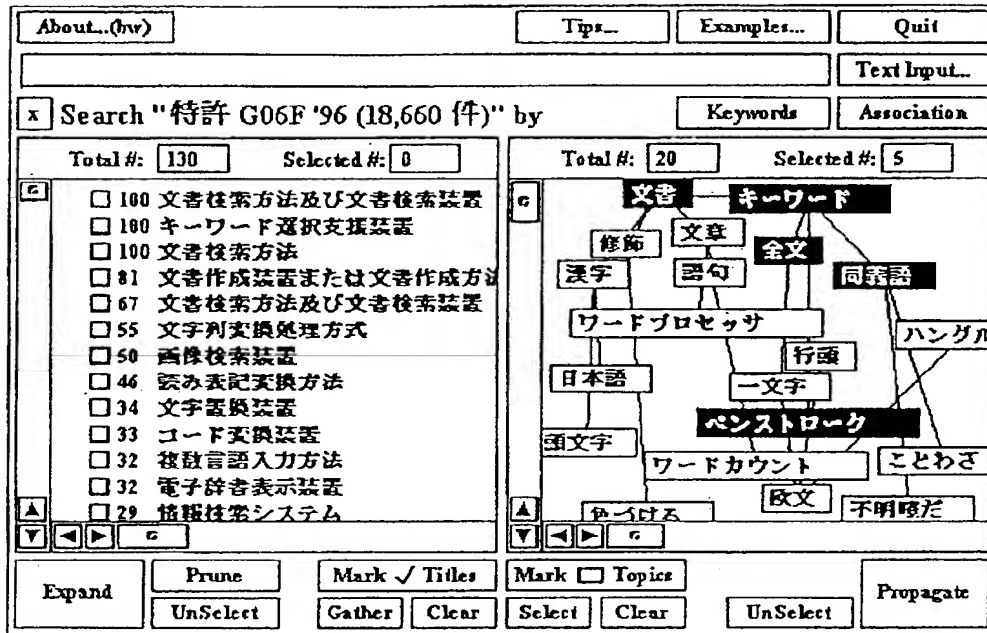 About...(hw) Tips... Examples... Quit
Text Input...
x Search "特許 G06F '96 (18,660 件)" by Keywords Association
Total #: 130 Selected #: 0
Total #: 20 Selected #: 5
100 文書検索方法及び文書検索装置
100 キーワード選択支援装置
100 文書検索方法
81 文書作成装置または文書作成方法
67 文書検索方法及び文書検索装置
55 文字列変換処理方式
50 画像検索装置
46 読み表記変換方法
34 文字置換装置
33 コード変換装置
32 複数言語入力方法
32 電子辞書表示装置
29 情報検索システム
文書 キーワード
修飾 文章 全文
漢字 語句 同義語
ワードプロセッサ ハングル
行頭
日本語 一文字
ペンストローク
頭文字 ワードカウント ことわざ
色づける 欧文 不明瞭だ
Expand Prune Mark ✓ Titles Mark □ Topics Propagate
UnSelect Gather Clear Select Clear UnSelect